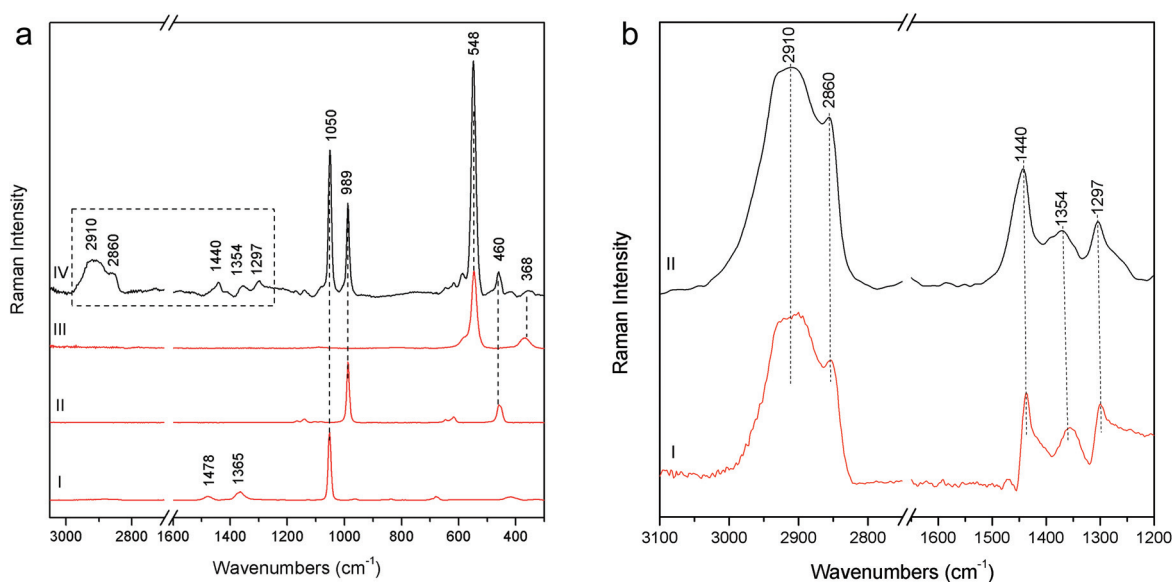 a
548
1050
989
2910
2860
1440
1354
1297
460
368
IV
III
II
I
1478
1365
Raman Intensity
3000 2800 1600 1400 1200 1000 800 600 400
Wavenumbers (cm⁻¹)
b
2910
2860
1440
1354
1297
II
I
Raman Intensity
3100 3000 2900 2800 1600 1500 1400 1300 1200
Wavenumbers (cm⁻¹)